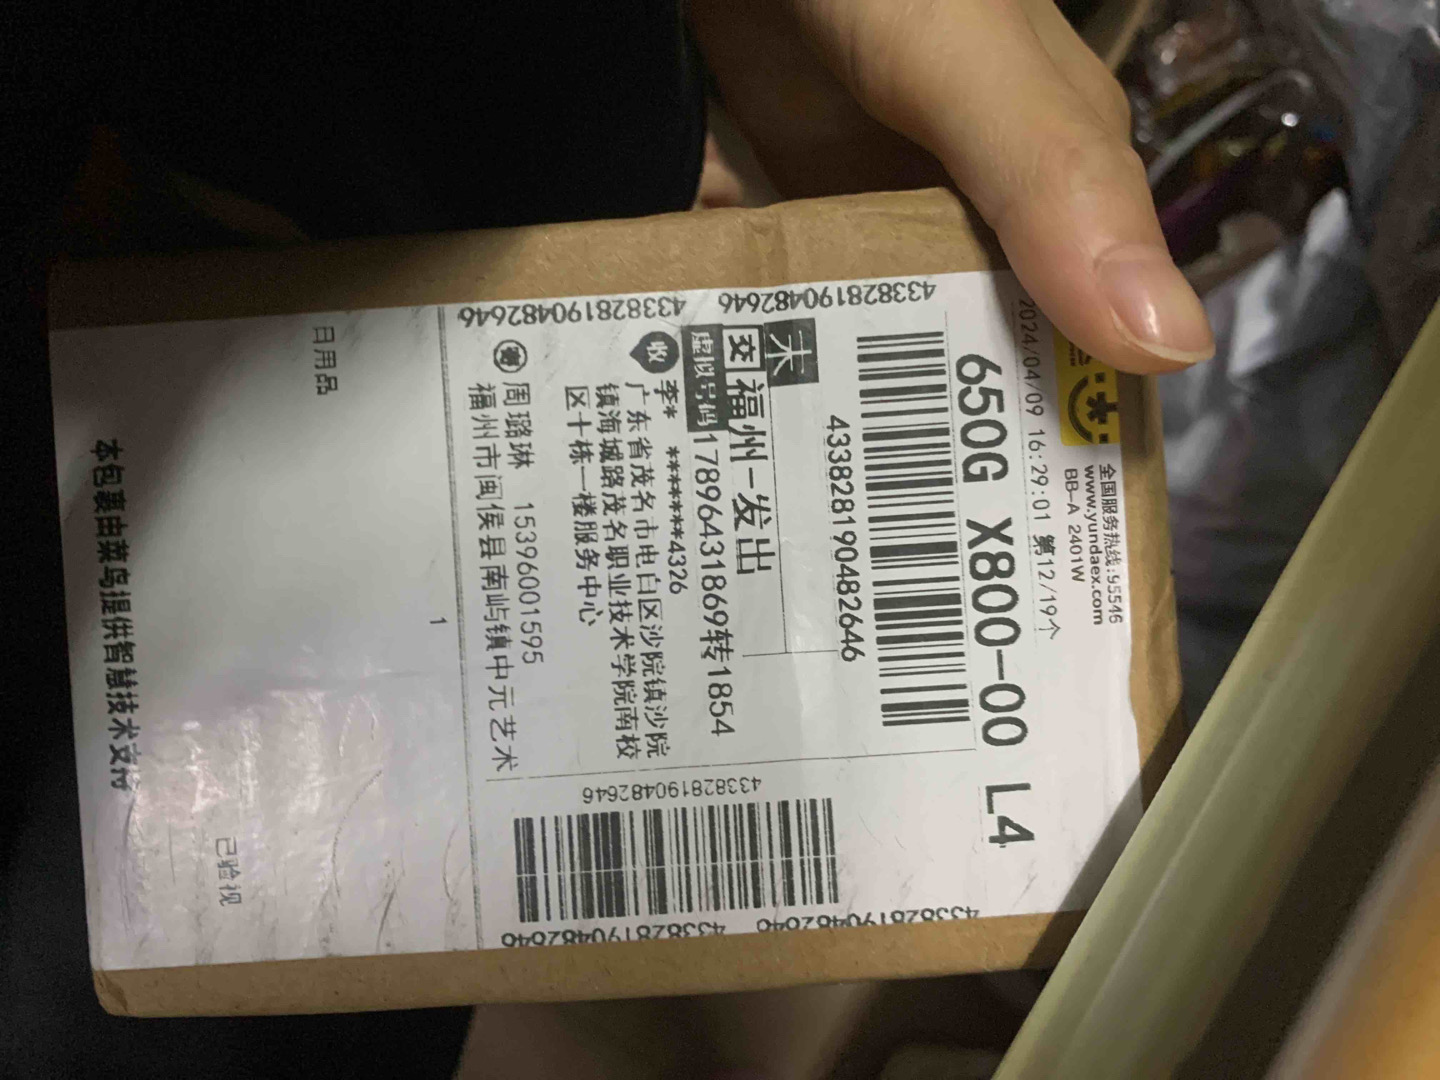 全国服务热线:95546
www.yundaex.com
BB-A 2401W
2024/04/09 16:29:01 第12/19个
650G X800-00 L4
433828190482646
433828190482646
木
交 福州-发出
虚拟号码 17896431869转1854
收 李* ******4326
广东省茂名市电白区沙院镇沙院
镇海城路茂名职业技术学院南校
区十栋一楼服务中心
周璐琳 15396001595
福州市闽侯县南屿镇中元艺术
433828190482646
433828190482646
433828190482646
433828190482646
433828190482646
1
日用品
已验视
本包裹由菜鸟提供智慧技术支持